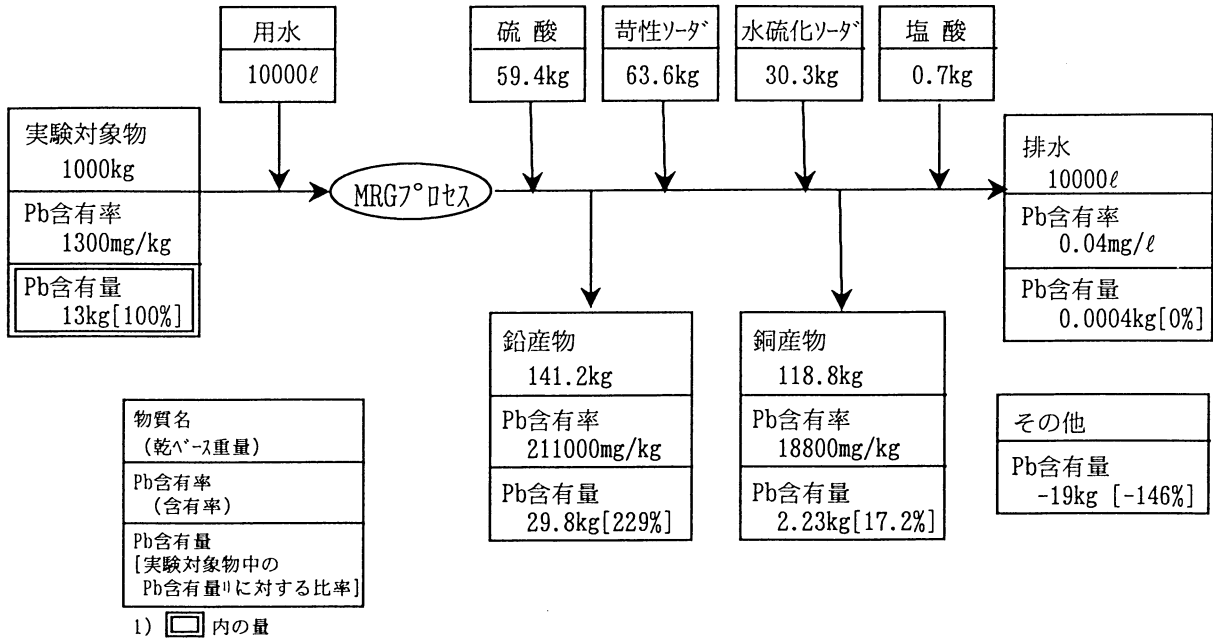 用水
10000ℓ
硫 酸
59.4kg
苛性ｿｰﾀﾞ
63.6kg
水硫化ｿｰﾀﾞ
30.3kg
塩 酸
0.7kg
実験対象物
1000kg
Pb含有率
1300mg/kg
Pb含有量
13kg[100%]
MRGﾌﾟﾛｾｽ
排水
10000ℓ
Pb含有率
0.04mg/ℓ
Pb含有量
0.0004kg[0%]
鉛産物
141.2kg
Pb含有率
211000mg/kg
Pb含有量
29.8kg[229%]
銅産物
118.8kg
Pb含有率
18800mg/kg
Pb含有量
2.23kg[17.2%]
その他
Pb含有量
-19kg [-146%]
物質名
(乾ﾍﾞｰｽ重量)
Pb含有率
(含有率)
Pb含有量
[実験対象物中の
Pb含有量¹⁾に対する比率]
1) 内の量